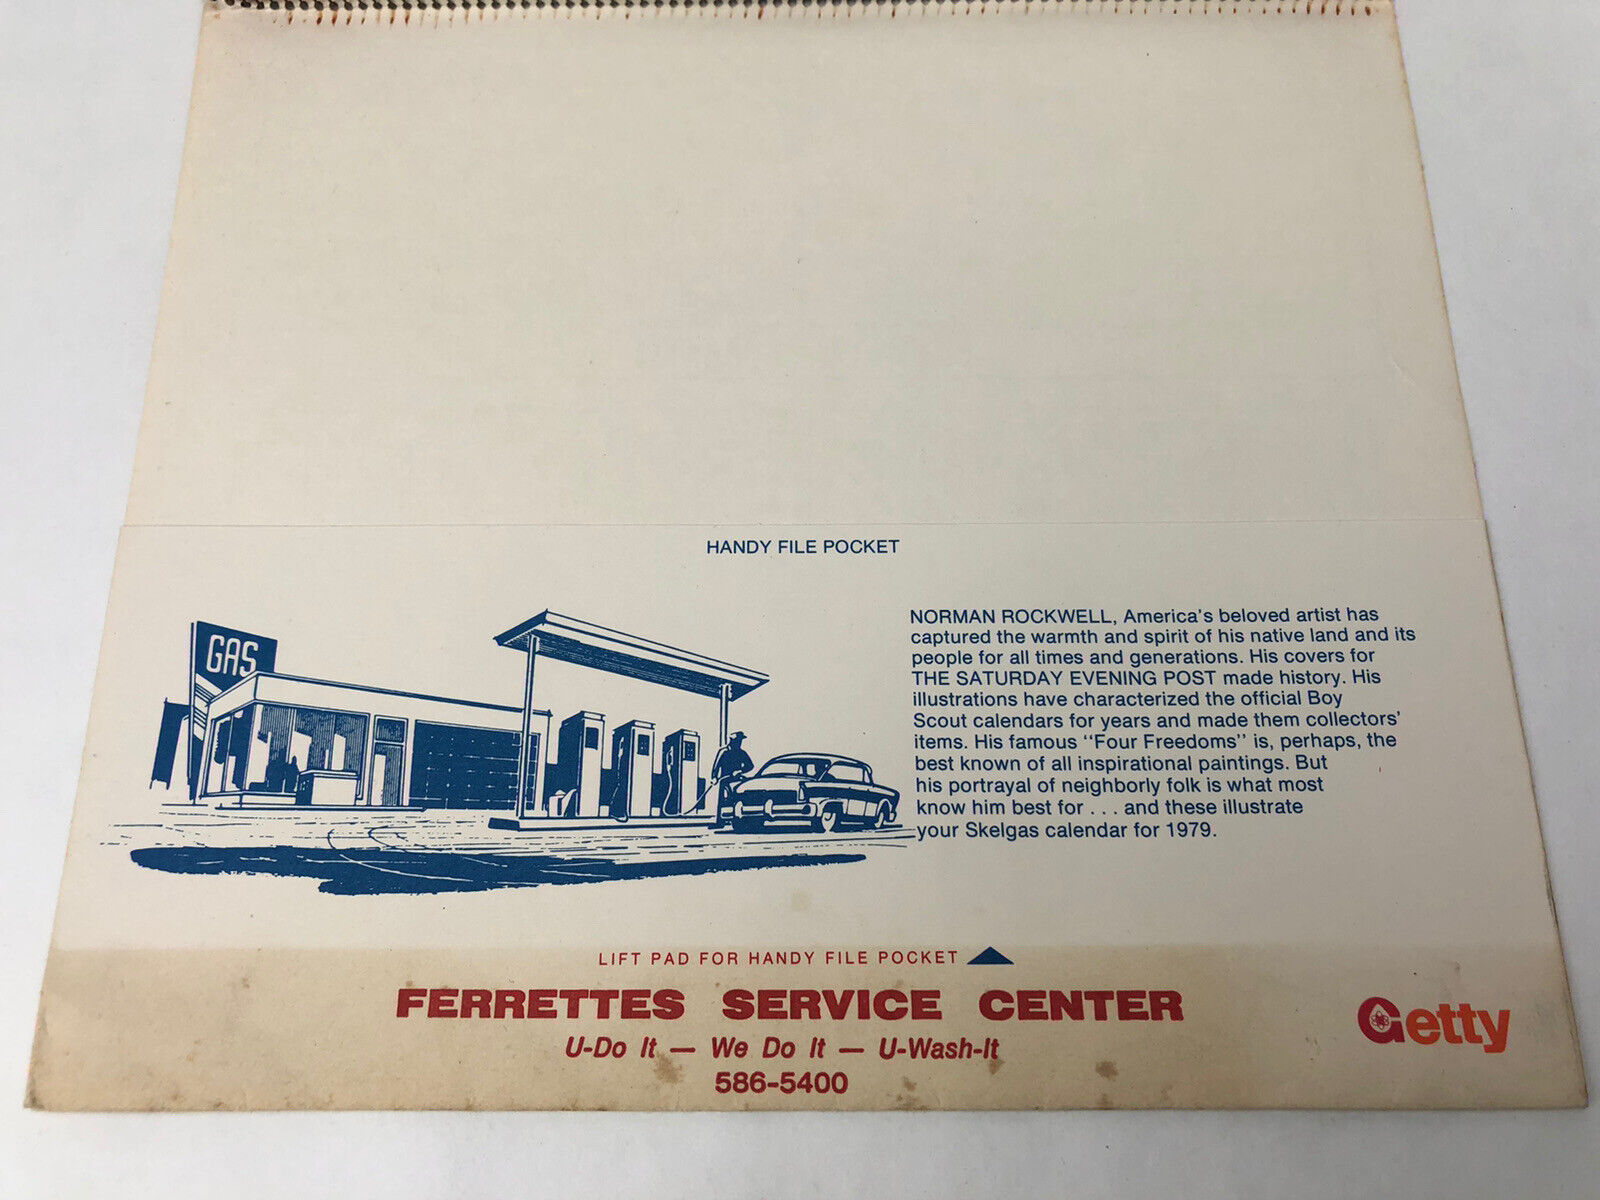 HANDY FILE POCKET
GAS
NORMAN ROCKWELL, America's beloved artist has
captured the warmth and spirit of his native land and its
people for all times and generations. His covers for
THE SATURDAY EVENING POST made history. His
illustrations have characterized the official Boy
Scout calendars for years and made them collectors'
items. His famous "Four Freedoms" is, perhaps, the
best known of all inspirational paintings. But
his portrayal of neighborly folk is what most
know him best for . . . and these illustrate
your Skelgas calendar for 1979.
LIFT PAD FOR HANDY FILE POCKET
FERRETTES SERVICE CENTER
U-Do It — We Do It — U-Wash-It
586-5400
Getty